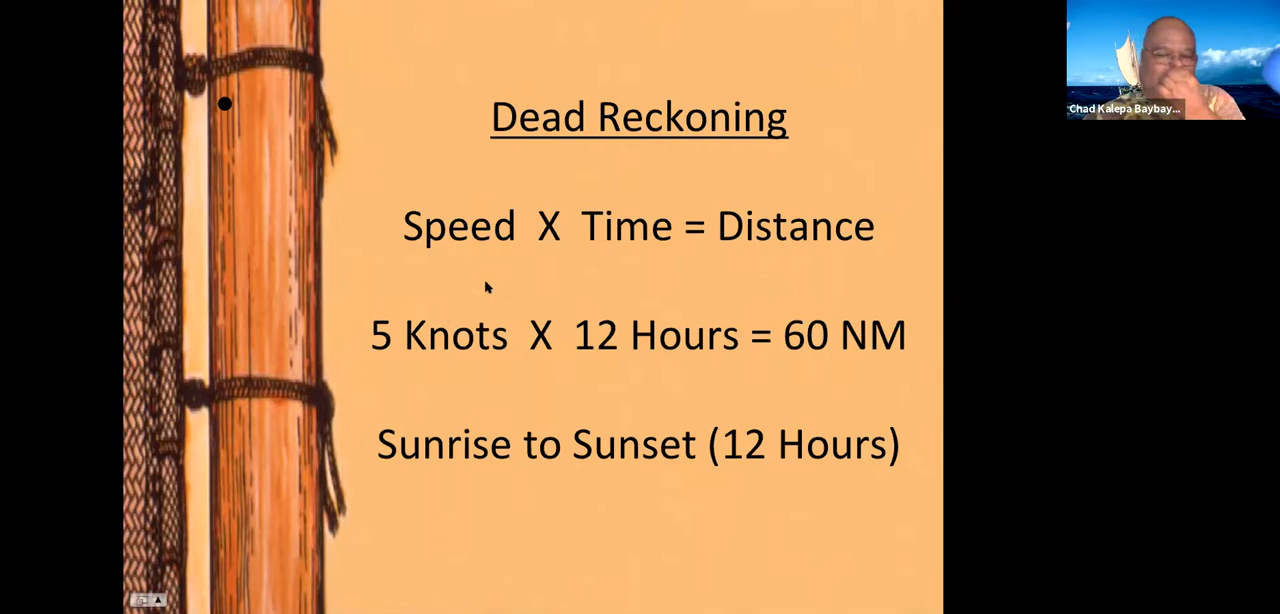 Dead Reckoning
Speed X Time = Distance
5 Knots X 12 Hours = 60 NM
Sunrise to Sunset (12 Hours)
Chad Kalepa Baybay...